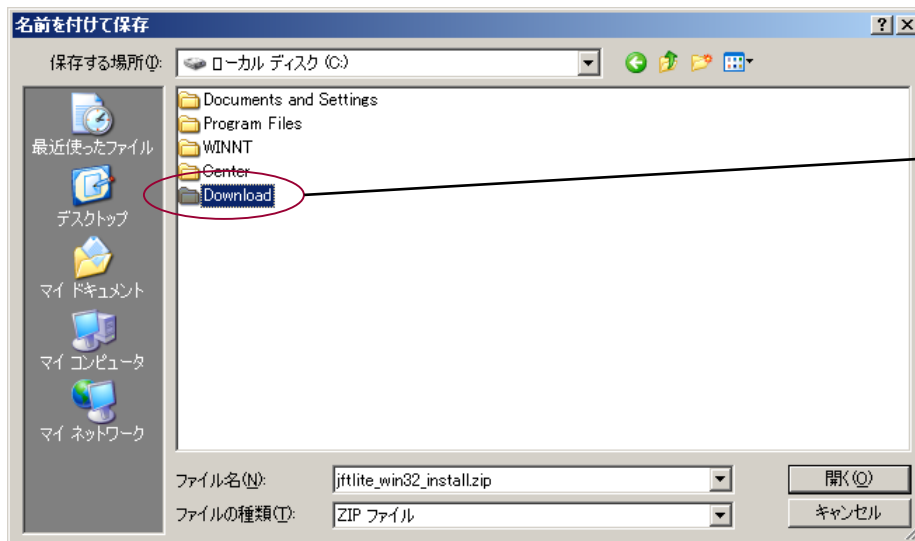 名前を付けて保存
保存する場所(I):
ローカル ディスク (C:)
最近使ったファイル
デスクトップ
マイ ドキュメント
マイ コンピュータ
マイ ネットワーク
Documents and Settings
Program Files
WINNT
Center
Download
ファイル名(N):
jftlite_win32_install.zip
開く(O)
ファイルの種類(T):
ZIP ファイル
キャンセル